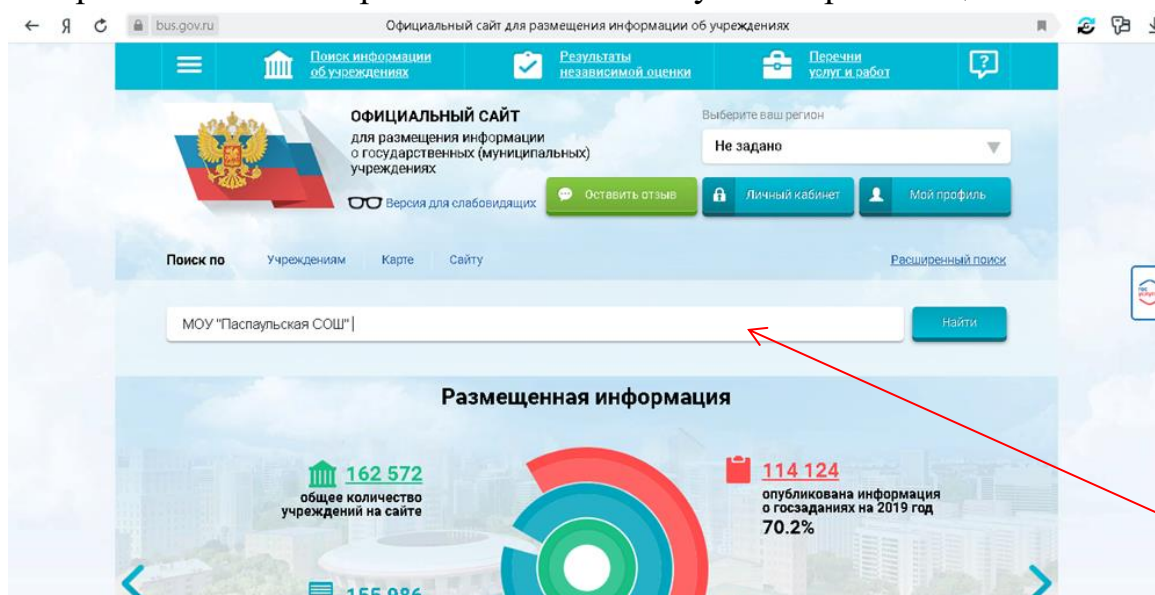 bus.gov.ru
Официальный сайт для размещения информации об учреждениях
Поиск информации
об учреждениях
Результаты
независимой оценки
Перечни
услуг и работ
ОФИЦИАЛЬНЫЙ САЙТ
для размещения информации
о государственных (муниципальных)
учреждениях
Версия для слабовидящих
Выберите ваш регион
Не задано
Оставить отзыв
Личный кабинет
Мой профиль
Поиск по
Учреждениям
Карте
Сайту
Расширенный поиск
МОУ "Паспаульская СОШ"
Найти
Размещенная информация
162 572
общее количество
учреждений на сайте
114 124
опубликована информация
о госзаданиях на 2019 год
70.2%
155 986